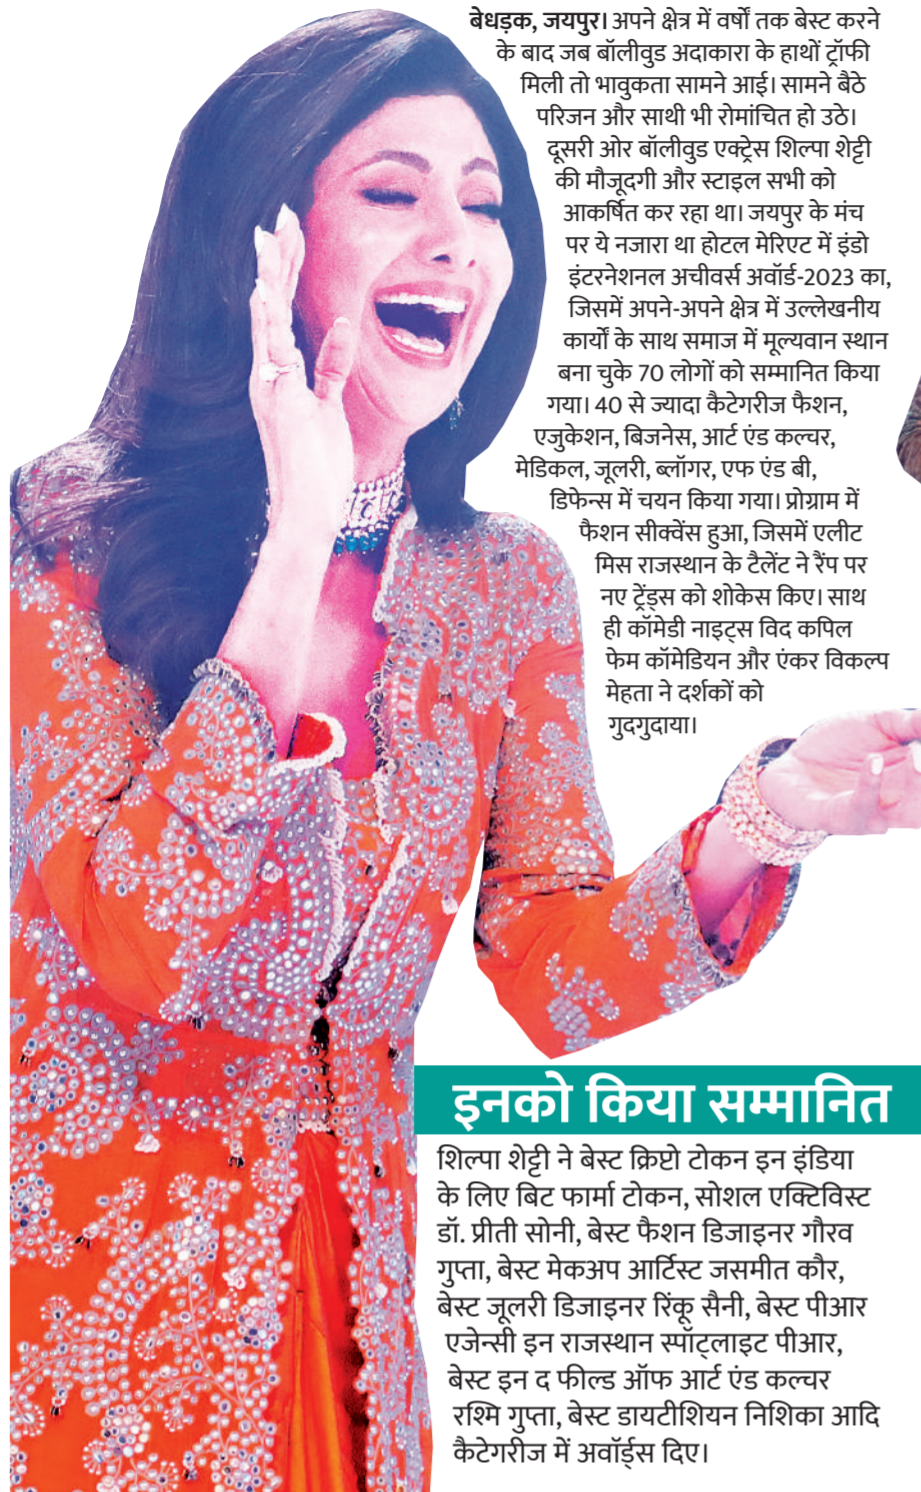 बेधड़क, जयपुर। अपने क्षेत्र में वर्षों तक बेस्ट करने
के बाद जब बॉलीवुड अदाकारा के हाथों ट्रॉफी
मिली तो भावुकता सामने आई। सामने बैठे
परिजन और साथी भी रोमांचित हो उठे।
दूसरी ओर बॉलीवुड एक्ट्रेस शिल्पा शेट्टी
की मौजूदगी और स्टाइल सभी को
आकर्षित कर रहा था। जयपुर के मंच
पर ये नजारा था होटल मेरिएट में इंडो
इंटरनेशनल अचीवर्स अवॉर्ड-2023 का,
जिसमें अपने-अपने क्षेत्र में उल्लेखनीय
कार्यों के साथ समाज में मूल्यवान स्थान
बना चुके 70 लोगों को सम्मानित किया
गया। 40 से ज्यादा कैटेगरीज फैशन,
एजुकेशन, बिजनेस, आर्ट एंड कल्चर,
मेडिकल, जूलरी, ब्लॉगर, एफ एंड बी,
डिफेन्स में चयन किया गया। प्रोग्राम में
फैशन सीक्वेंस हुआ, जिसमें एलीट
मिस राजस्थान के टैलेंट ने रैंप पर
नए ट्रेंड्स को शोकेस किए। साथ
ही कॉमेडी नाइट्स विद कपिल
फेम कॉमेडियन और एंकर विकल्प
मेहता ने दर्शकों को
गुदगुदाया।
इनको किया सम्मानित
शिल्पा शेट्टी ने बेस्ट क्रिप्टो टोकन इन इंडिया
के लिए बिट फार्मा टोकन, सोशल एक्टिविस्ट
डॉ. प्रीती सोनी, बेस्ट फैशन डिजाइनर गौरव
गुप्ता, बेस्ट मेकअप आर्टिस्ट जसमीत कौर,
बेस्ट जूलरी डिजाइनर रिंकू सैनी, बेस्ट पीआर
एजेन्सी इन राजस्थान स्पॉट्लाइट पीआर,
बेस्ट इन द फील्ड ऑफ आर्ट एंड कल्चर
रश्मि गुप्ता, बेस्ट डायटीशियन निशिका आदि
कैटेगरीज में अवॉर्ड्स दिए।